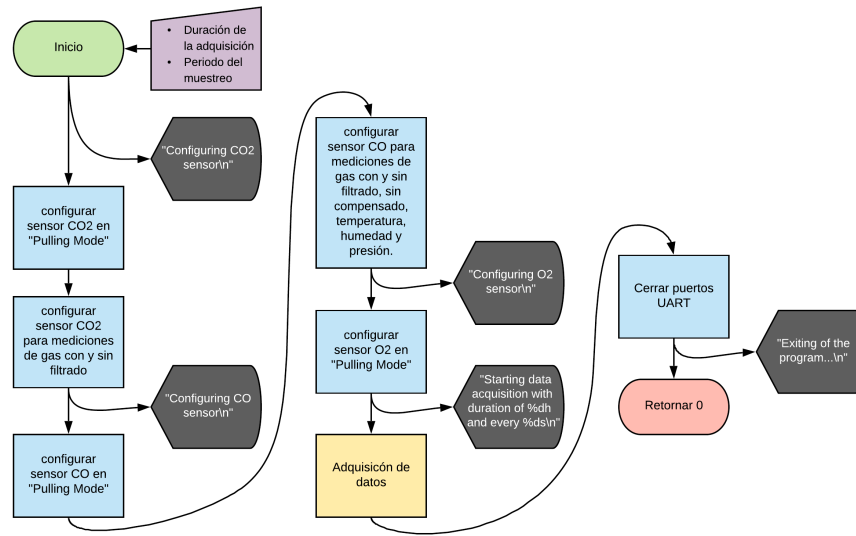 Inicio
• Duración de
la adquisición
• Periodo del
muestreo
"Configuring CO2
sensor\n"
configurar
sensor CO2 en
"Pulling Mode"
configurar
sensor CO2
para mediciones
de gas con y sin
filtrado
"Configuring CO
sensor\n"
configurar
sensor CO en
"Pulling Mode"
configurar
sensor CO para
mediciones de
gas con y sin
filtrado, sin
compensado,
temperatura,
humedad y
presión.
"Configuring O2
sensor\n"
configurar
sensor O2 en
"Pulling Mode"
"Starting data
acquisition with
duration of %dh
and every %ds\n"
Adquisicón de
datos
Cerrar puertos
UART
"Exiting of the
program...\n"
Retornar 0